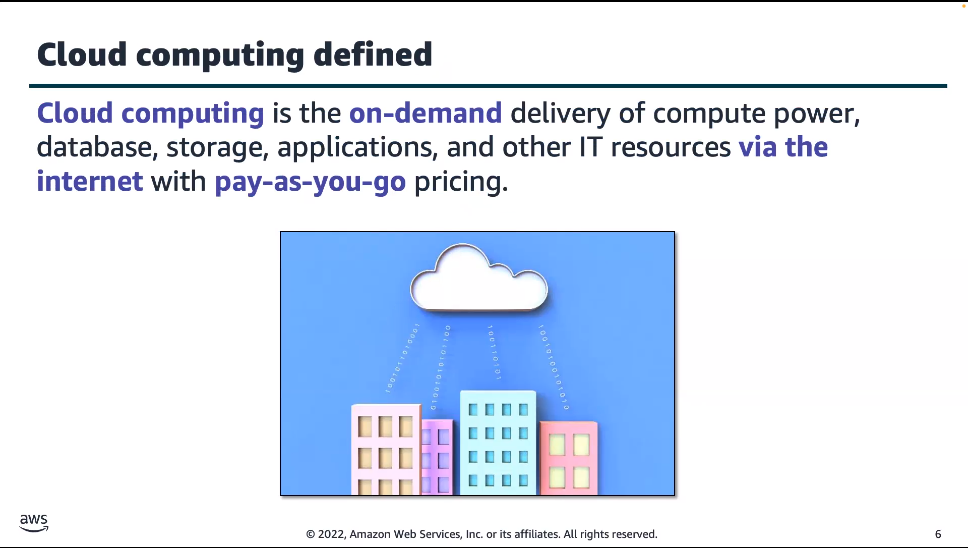 Cloud computing defined
Cloud computing is the on-demand delivery of compute power,
database, storage, applications, and other IT resources via the
internet with pay-as-you-go pricing.
aws
© 2022, Amazon Web Services, Inc. or its affiliates. All rights reserved.
6